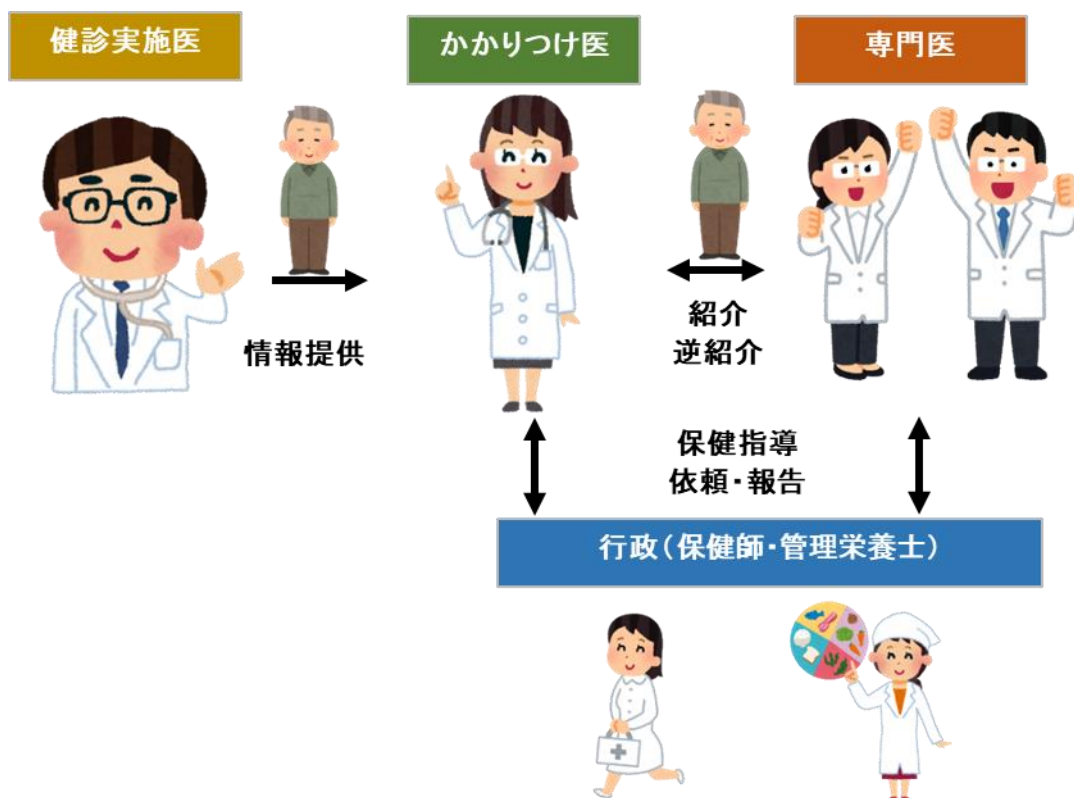 健診実施医
かかりつけ医
専門医
情報提供
紹介
逆紹介
保健指導
依頼・報告
行政（保健師・管理栄養士）